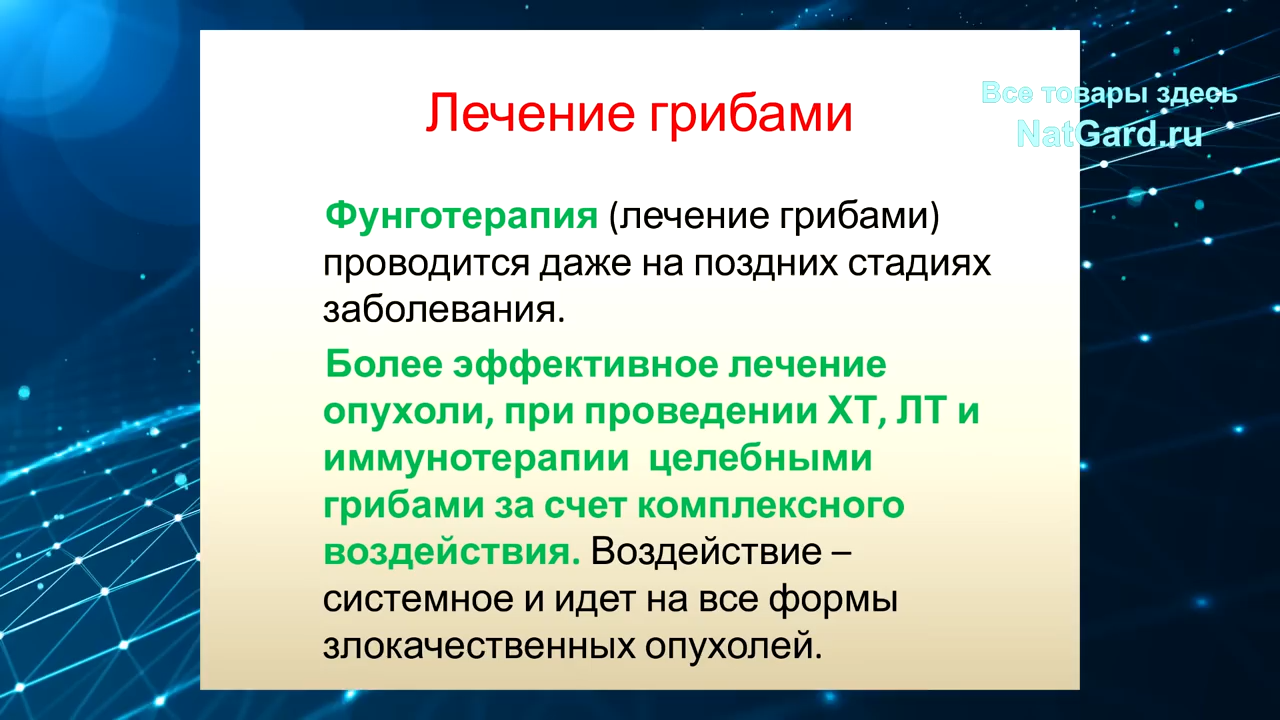 Лечение грибами
Все товары здесь
NatGard.ru
Фунготерапия (лечение грибами)
проводится даже на поздних стадиях
заболевания.
Более эффективное лечение
опухоли, при проведении ХТ, ЛТ и
иммунотерапии целебными
грибами за счет комплексного
воздействия. Воздействие –
системное и идет на все формы
злокачественных опухолей.